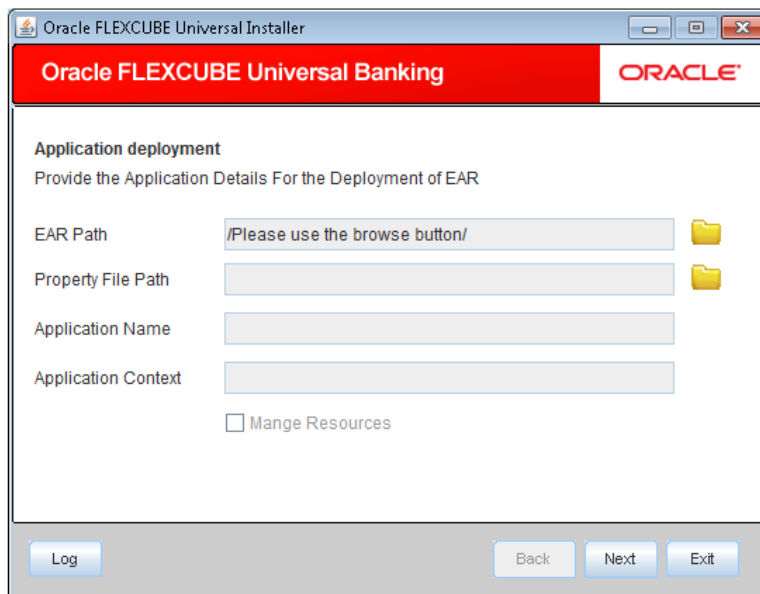 Oracle FLEXCUBE Universal Installer
Oracle FLEXCUBE Universal Banking
ORACLE'
Application deployment
Provide the Application Details For the Deployment of EAR
EAR Path
/Please use the browse button/
Property File Path
Application Name
Application Context
Mange Resources
Log
Back
Next
Exit